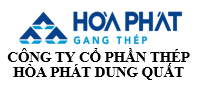 HÒA PHÁT
GANG THÉP
CÔNG TY CỔ PHẦN THÉP
HÒA PHÁT DUNG QUẤT